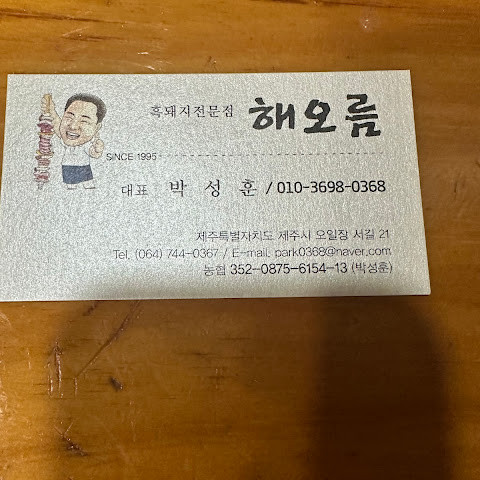 흑돼지전문점 해오름
SINCE 1995
대표 박성훈 / 010-3698-0368
제주특별자치도 제주시 오일장 서길 21
Tel. (064) 744-0367 / E-mail. park0368@naver.com
농협 352-0875-6154-13 (박성훈)